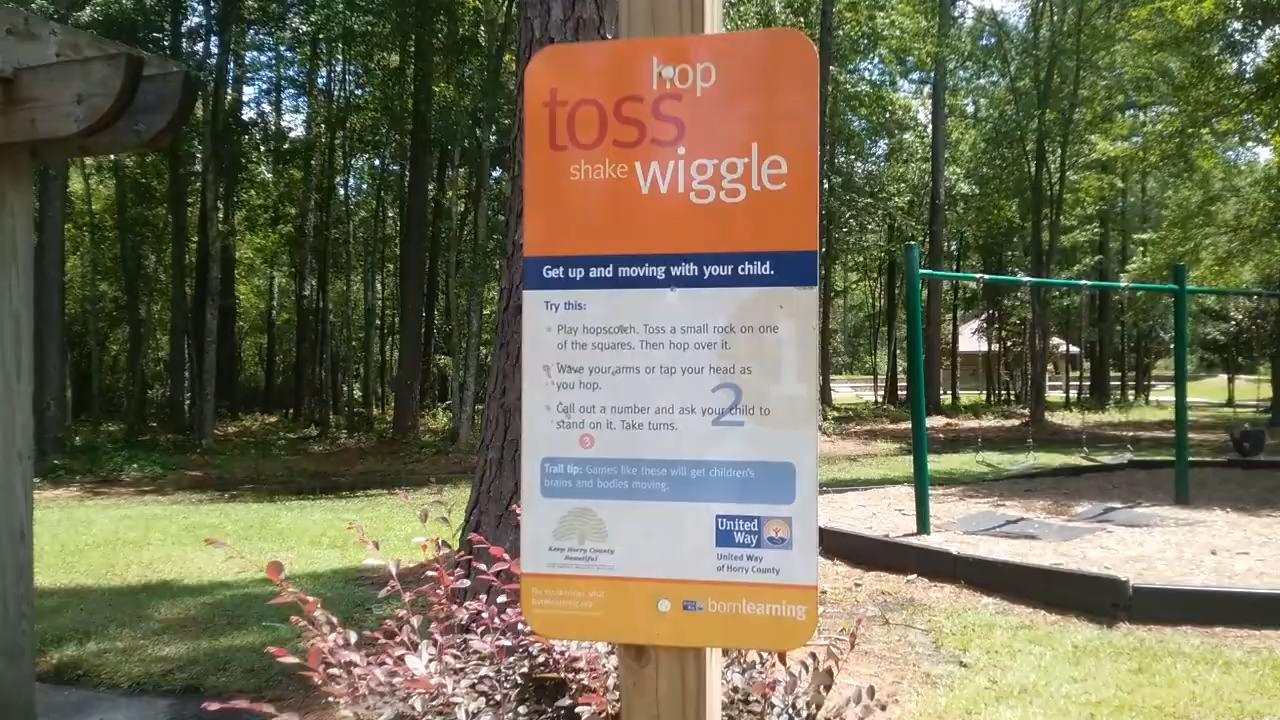 hop
toss
shake wiggle
Get up and moving with your child.
Try this:
Play hopscotch. Toss a small rock on one
of the squares. Then hop over it.
1
Wave your arms or tap your head as
you hop.
2
Call out a number and ask your child to
stand on it. Take turns.
3
Trail tip: Games like these will get children's
brains and bodies moving.
Keep Horry County
Beautiful
United
Way
United Way
of Horry County
bornlearning